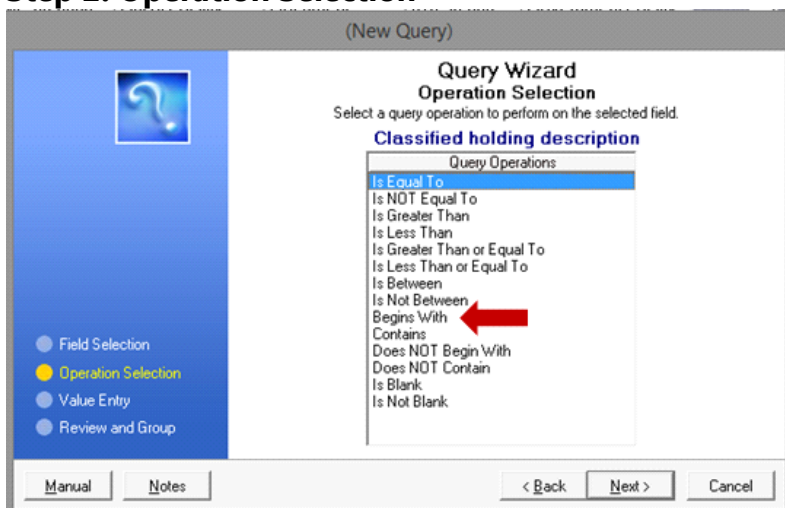 Step 2: Operation Selection
(New Query)
Query Wizard
Operation Selection
Select a query operation to perform on the selected field.
Classified holding description
Query Operations
Is Equal To
Is NOT Equal To
Is Greater Than
Is Less Than
Is Greater Than or Equal To
Is Less Than or Equal To
Is Between
Is Not Between
Begins With
Contains
Does NOT Begin With
Does NOT Contain
Is Blank
Is Not Blank
Field Selection
Operation Selection
Value Entry
Review and Group
Manual
Notes
< Back
Next >
Cancel